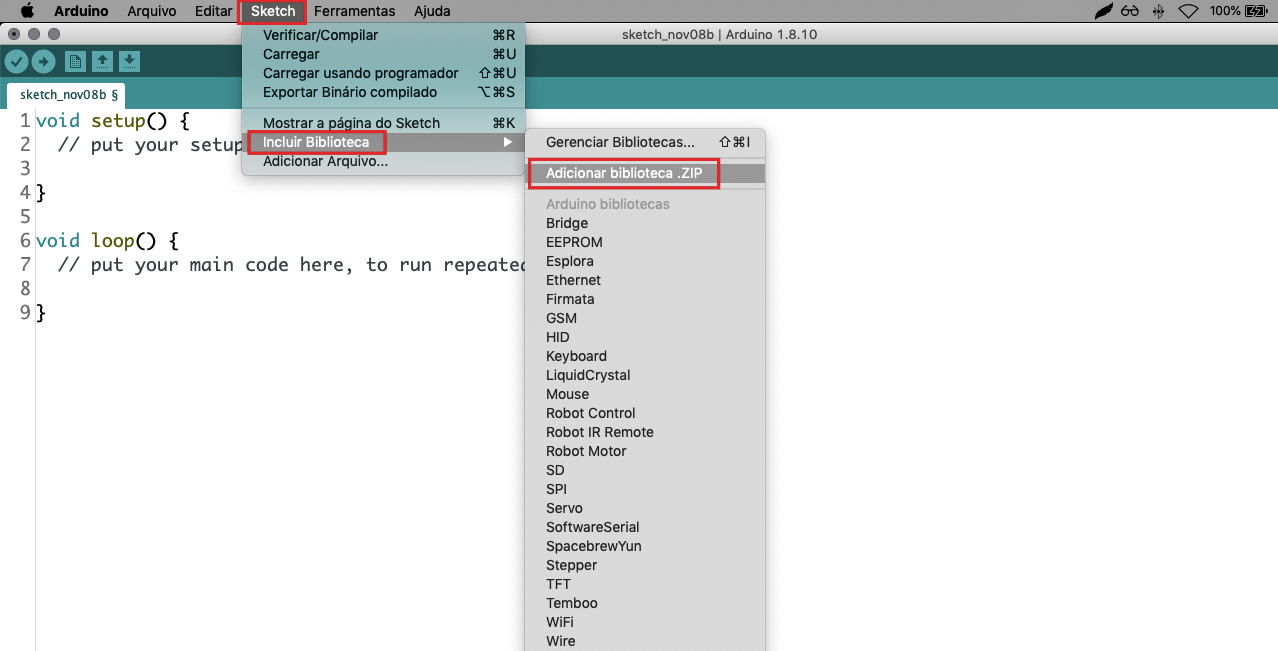 Arduino Arquivo Editar Sketch Ferramentas Ajuda 100%
sketch_nov08b | Arduino 1.8.10
sketch_nov08b §
Verificar/Compilar ⌘R
Carregar ⌘U
Carregar usando programador ⇧⌘U
Exportar Binário compilado ⌥⌘S
Mostrar a página do Sketch ⌘K
Incluir Biblioteca ▶
Adicionar Arquivo...
Gerenciar Bibliotecas... ⇧⌘I
Adicionar biblioteca .ZIP
Arduino bibliotecas
Bridge
EEPROM
Esplora
Ethernet
Firmata
GSM
HID
Keyboard
LiquidCrystal
Mouse
Robot Control
Robot IR Remote
Robot Motor
SD
SPI
Servo
SoftwareSerial
SpacebrewYun
Stepper
TFT
Temboo
WiFi
Wire
1 void setup() {
2 // put your setup
3
4 }
5
6 void loop() {
7 // put your main code here, to run repeated
8
9 }